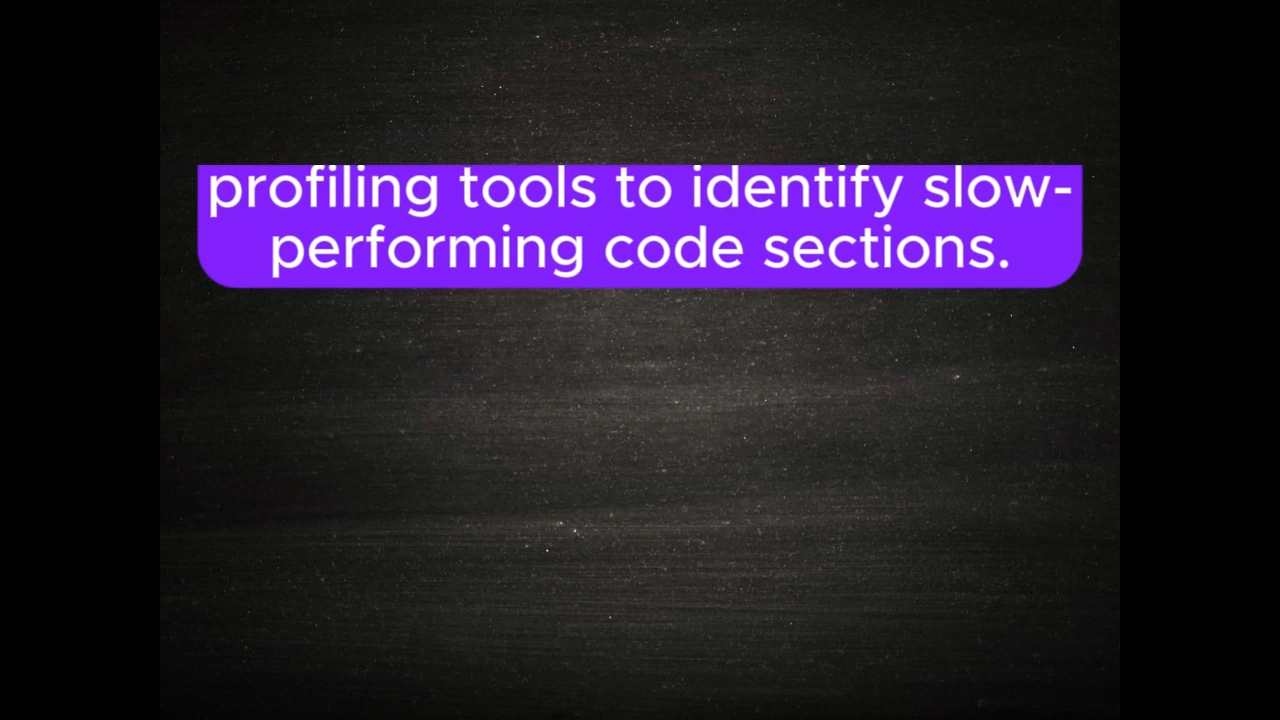 profiling tools to identify slow-
performing code sections.